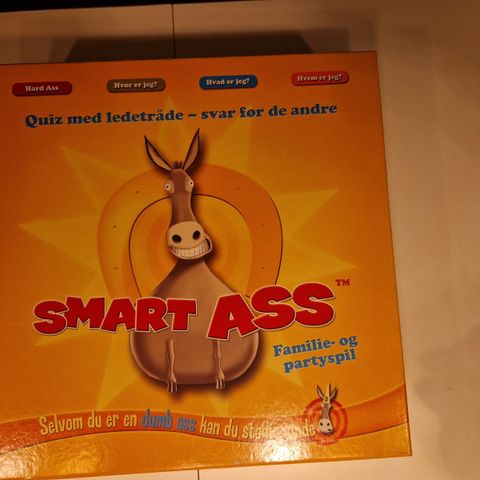 Hard Ass
Hvor er jeg?
Hvad er jeg?
Hvem er jeg?
Quiz med ledetråde – svar før de andre
SMART ASS™
Familie- og
partyspil
Selvom du er en dumb ass kan du